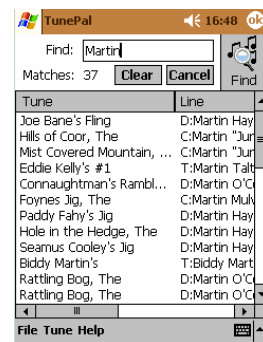 TunePal 16:48 ok
Find: Martin
Matches: 37 Clear Cancel Find
Tune Line
Joe Bane's Fling D:Martin Hay
Hills of Coor, The C:Martin "Jur
Mist Covered Mountain, ... C:Martin "Jur
Eddie Kelly's #1 T:Martin Talt
Connaughtman's Rambl... D:Martin O'C
Foynes Jig, The C:Martin Mulv
Paddy Fahy's Jig D:Martin Hay
Hole in the Hedge, The D:Martin Hay
Seamus Cooley's Jig D:Martin Hay
Biddy Martin's T:Biddy Mart
Rattling Bog, The D:Martin O'C
Rattling Bog, The D:Martin O'C
File Tune Help